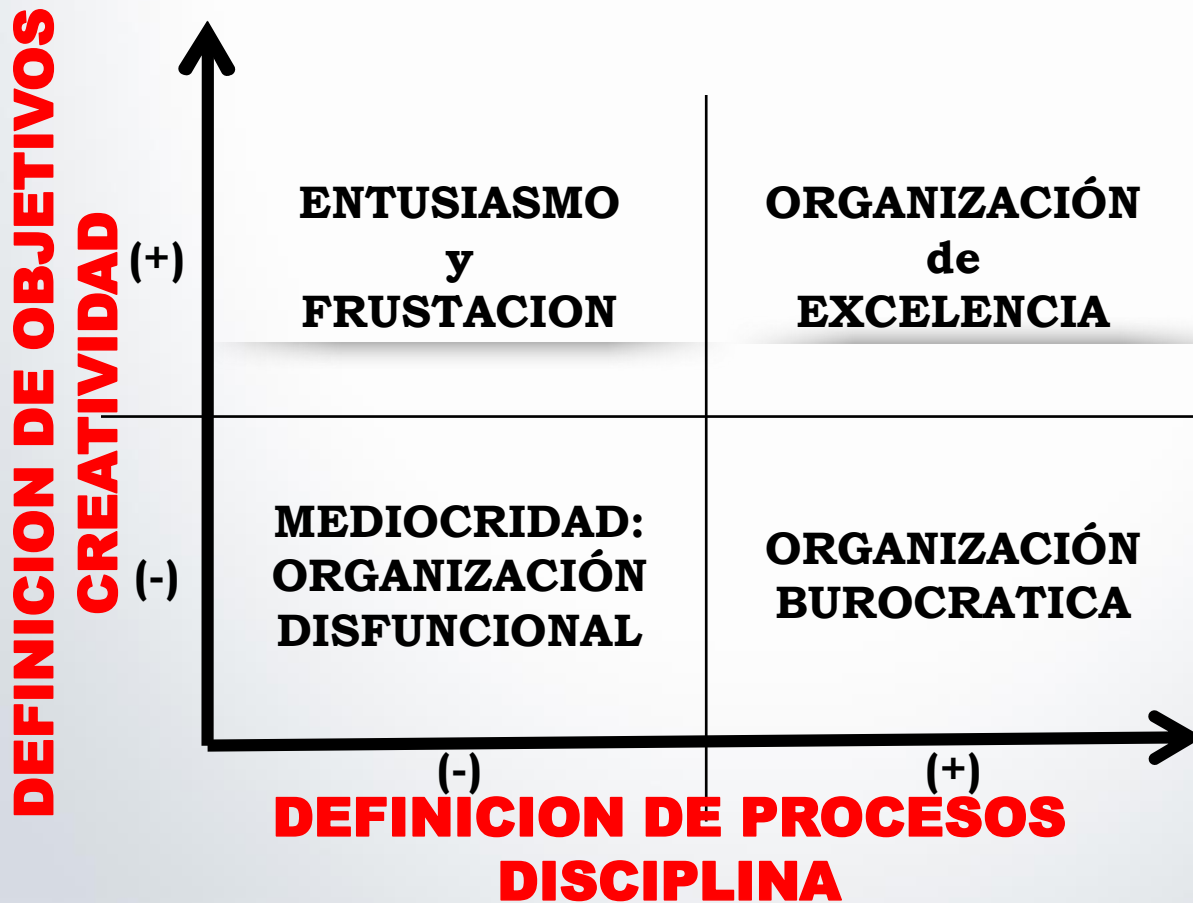 DEFINICION DE OBJETIVOS
CREATIVIDAD
(+)
ENTUSIASMO
y
FRUSTACION
ORGANIZACIÓN
de
EXCELENCIA
(-)
MEDIOCRIDAD:
ORGANIZACIÓN
DISFUNCIONAL
ORGANIZACIÓN
BUROCRATICA
(-)
(+)
DEFINICION DE PROCESOS
DISCIPLINA